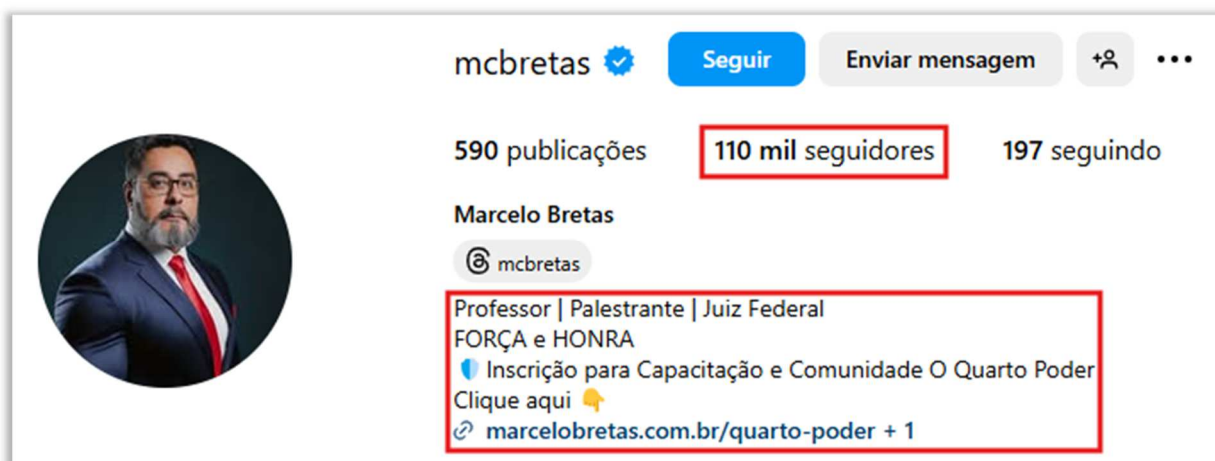 mcbretas
Seguir
Enviar mensagem
590 publicações
110 mil seguidores
197 seguindo
Marcelo Bretas
mcbretas
Professor | Palestrante | Juiz Federal
FORÇA e HONRA
🛡️ Inscrição para Capacitação e Comunidade O Quarto Poder
Clique aqui 👇
marcelobretas.com.br/quarto-poder + 1